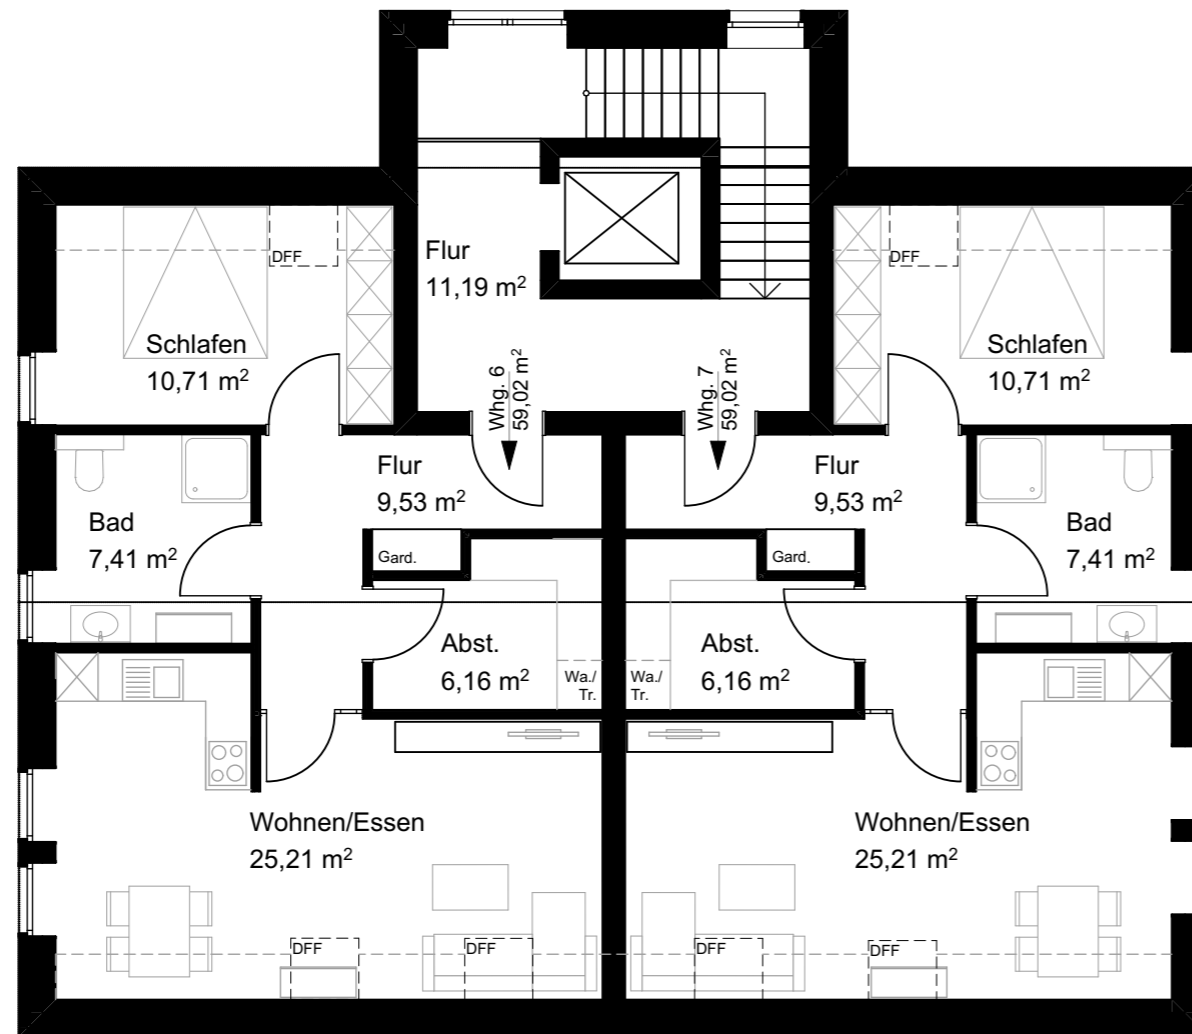 DFF
Schlafen
10,71 m²
Flur
11,19 m²
DFF
Schlafen
10,71 m²
Whg. 6
59,02 m²
Whg. 7
59,02 m²
Bad
7,41 m²
Flur
9,53 m²
Gard.
Flur
9,53 m²
Gard.
Bad
7,41 m²
Abst.
6,16 m²
Wa./
Tr.
Wa./
Tr.
Abst.
6,16 m²
Wohnen/Essen
25,21 m²
DFF
DFF
Wohnen/Essen
25,21 m²
DFF
DFF